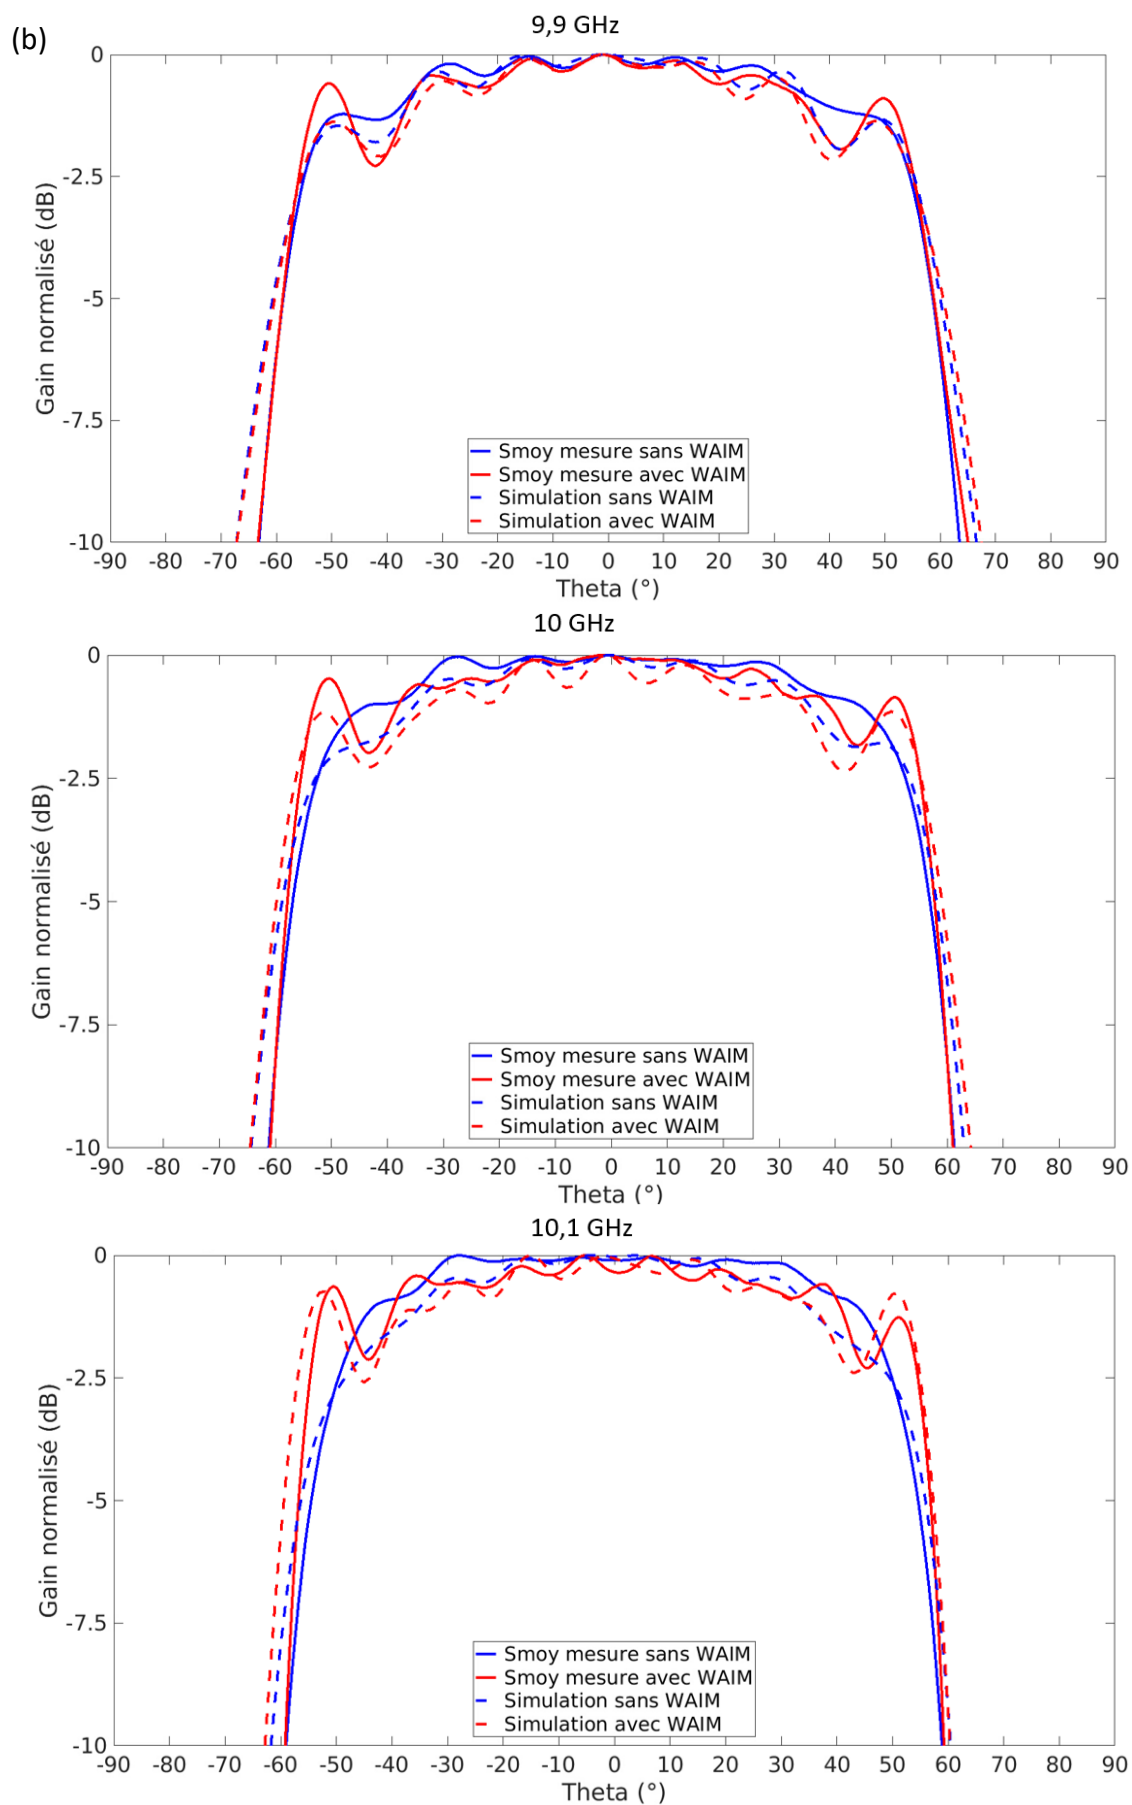 (b)
9,9 GHz
0
-2.5
-5
-7.5
-10
Gain normalisé (dB)
Smoy mesure sans WAIM
Smoy mesure avec WAIM
Simulation sans WAIM
Simulation avec WAIM
-90 -80 -70 -60 -50 -40 -30 -20 -10 0 10 20 30 40 50 60 70 80 90
Theta (°)
10 GHz
0
-2.5
-5
-7.5
-10
Gain normalisé (dB)
Smoy mesure sans WAIM
Smoy mesure avec WAIM
Simulation sans WAIM
Simulation avec WAIM
-90 -80 -70 -60 -50 -40 -30 -20 -10 0 10 20 30 40 50 60 70 80 90
Theta (°)
10,1 GHz
0
-2.5
-5
-7.5
-10
Gain normalisé (dB)
Smoy mesure sans WAIM
Smoy mesure avec WAIM
Simulation sans WAIM
Simulation avec WAIM
-90 -80 -70 -60 -50 -40 -30 -20 -10 0 10 20 30 40 50 60 70 80 90
Theta (°)